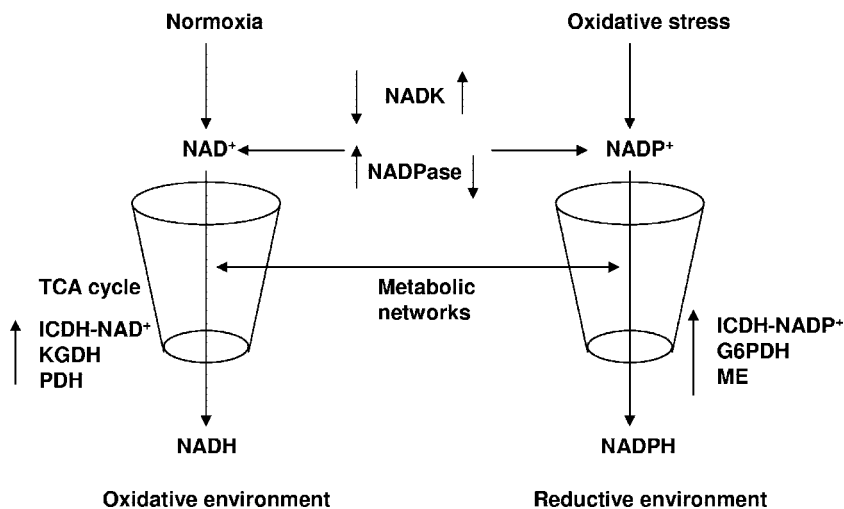 Normoxia
Oxidative stress
NADK
NAD⁺
NADP⁺
NADPase
TCA cycle
Metabolic
networks
ICDH-NAD⁺
KGDH
PDH
ICDH-NADP⁺
G6PDH
ME
NADH
NADPH
Oxidative environment
Reductive environment